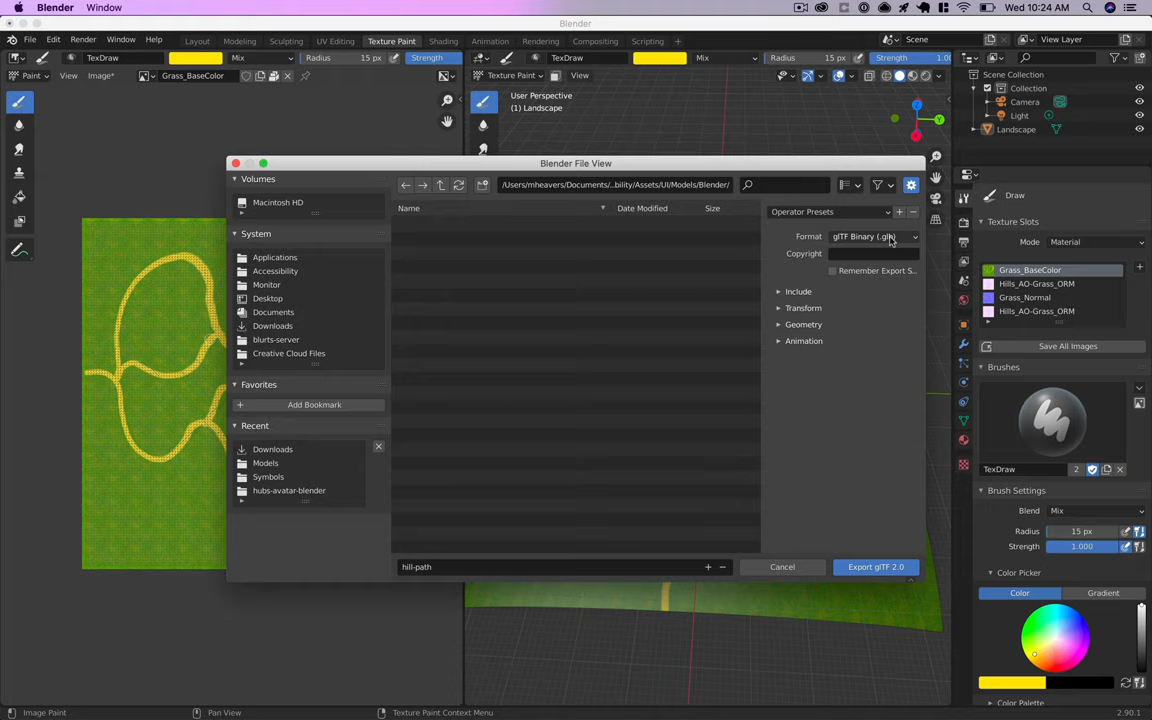 Blender Window Wed 10:24 AM
Blender
File Edit Render Window Help Layout Modeling Sculpting UV Editing Texture Paint Shading Animation Rendering Compositing Scripting Scene View Layer
TexDraw Mix Radius 15 px Strength TexDraw Mix Radius 15 px Strength 1.00
Paint View Image* Grass_BaseColor Texture Paint View
User Perspective
(1) Landscape
Z
Y
Scene Collection
Collection
Camera
Light
Landscape
Blender File View
Volumes
Macintosh HD
System
Applications
Accessibility
Monitor
Desktop
Documents
Downloads
blurts-server
Creative Cloud Files
Favorites
Add Bookmark
Recent
Downloads
Models
Symbols
hubs-avatar-blender
/Users/mheavers/Documents/...bility/Assets/UI/Models/Blender/
Name Date Modified Size
Operator Presets
Format glTF Binary (.glb)
Copyright
Remember Export S...
Include
Transform
Geometry
Animation
hill-path
Cancel Export glTF 2.0
Draw
Texture Slots
Mode Material
Grass_BaseColor
Hills_AO-Grass_ORM
Grass_Normal
Hills_AO-Grass_ORM
Save All Images
Brushes
TexDraw 2
Brush Settings
Blend Mix
Radius 15 px
Strength 1.000
Color Picker
Color Gradient
Color Palette
Image Paint Pan View Texture Paint Context Menu 2.90.1